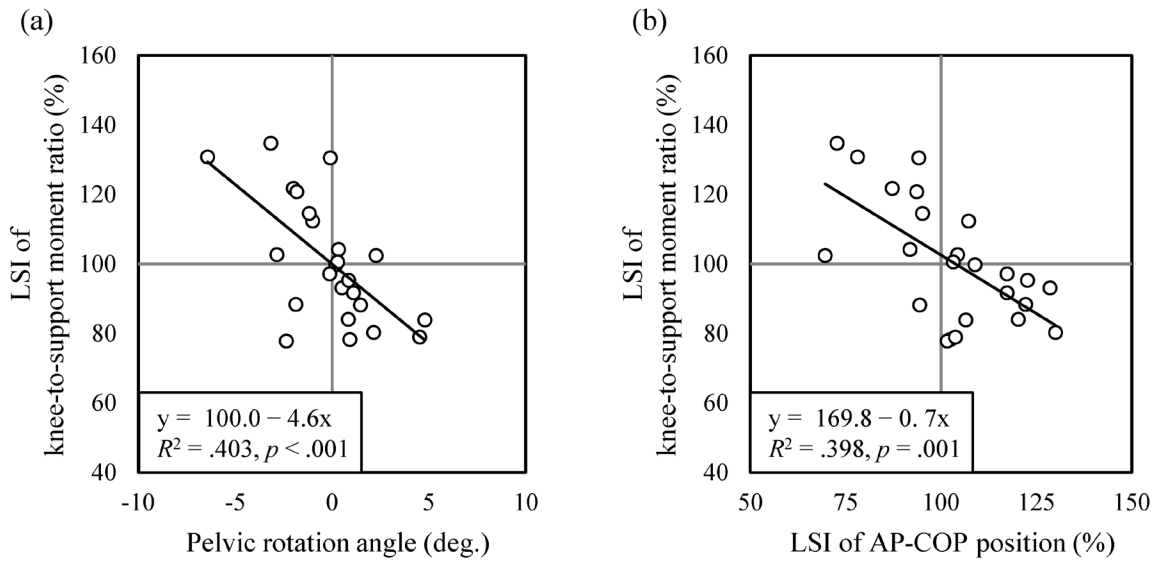 (a)
LSI of
knee-to-support moment ratio (%)
160
140
120
100
80
60
40
y = 100.0 − 4.6x
R² = .403, p < .001
-10
-5
0
5
10
Pelvic rotation angle (deg.)
(b)
LSI of
knee-to-support moment ratio (%)
160
140
120
100
80
60
40
y = 169.8 − 0. 7x
R² = .398, p = .001
50
75
100
125
150
LSI of AP-COP position (%)